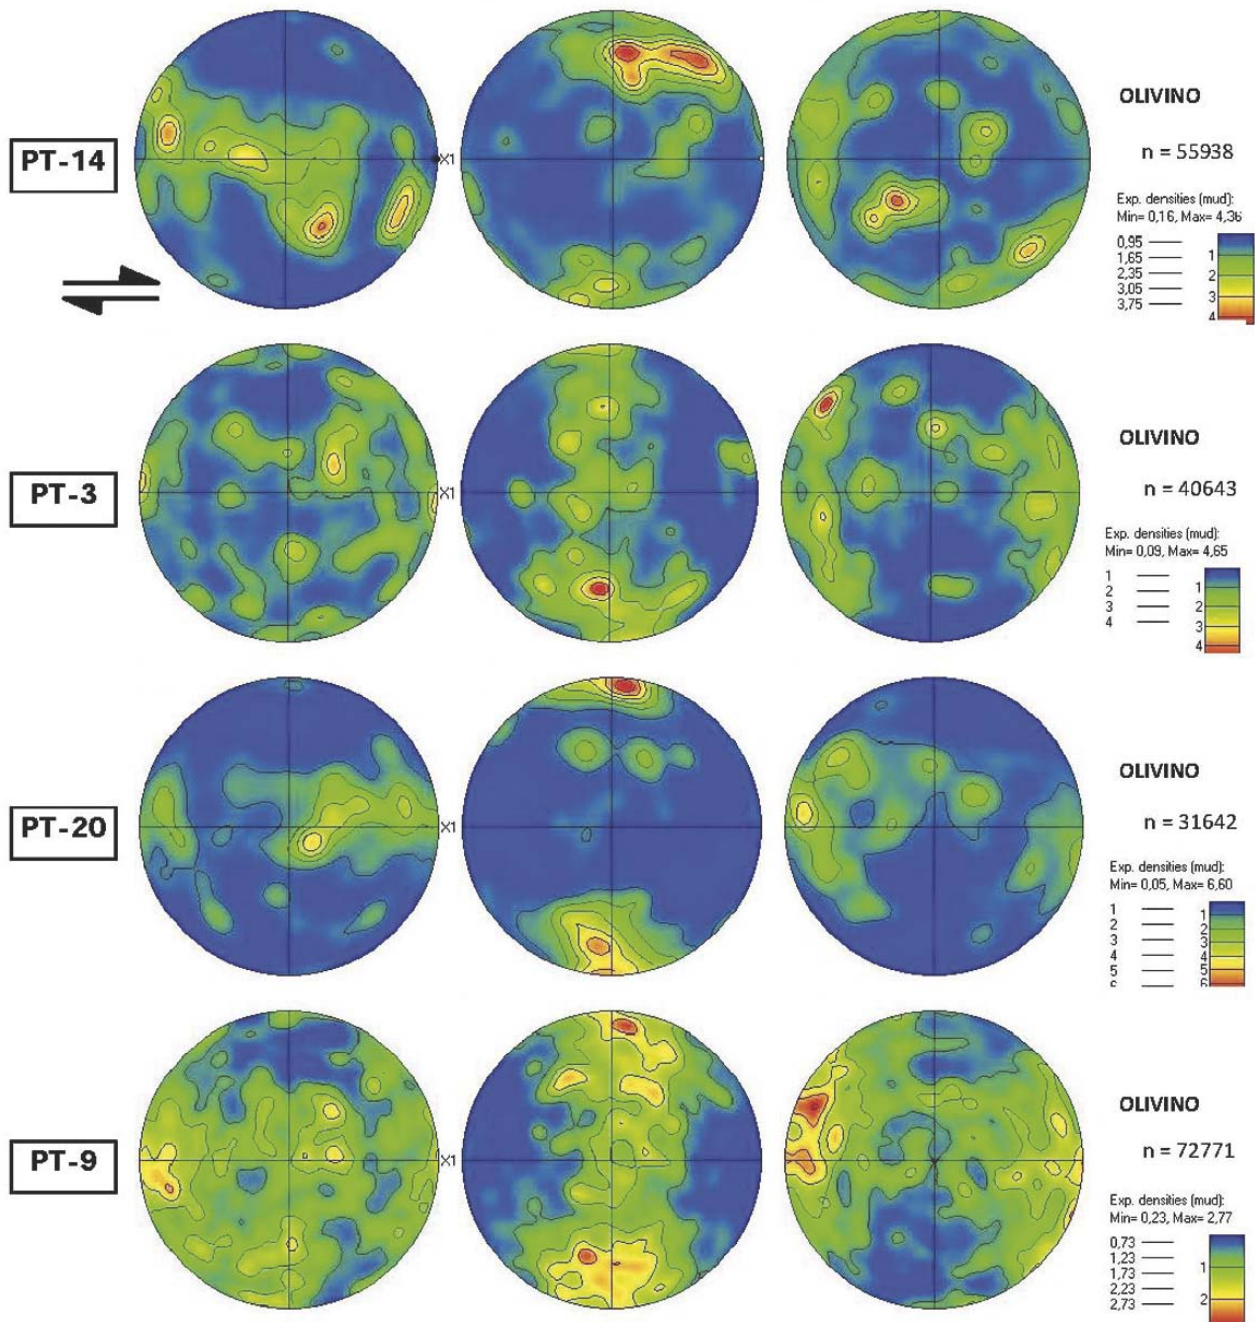 OLIVINO
PT-14
X1
n = 55938
Exp. densities (mud):
Min= 0,16, Max= 4,36
0,95
1,65
2,35
3,05
3,75
1
2
3
4
OLIVINO
PT-3
X1
n = 40643
Exp. densities (mud):
Min= 0,09, Max= 4,65
1
2
3
4
1
2
3
4
OLIVINO
PT-20
X1
n = 31642
Exp. densities (mud):
Min= 0,05, Max= 6,60
1
2
3
4
5
6
1
2
3
4
5
6
OLIVINO
PT-9
X1
n = 72771
Exp. densities (mud):
Min= 0,23, Max= 2,77
0,73
1,23
1,73
2,23
2,73
1
2